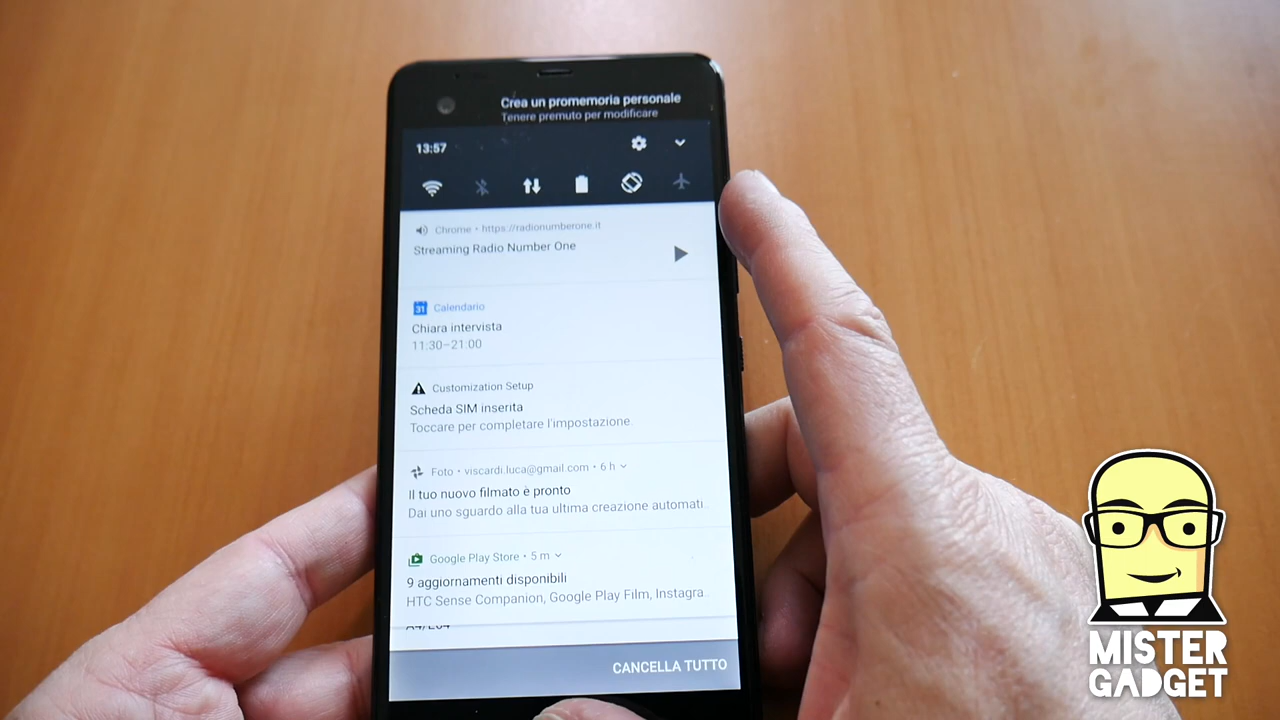 Crea un promemoria personale
Tenere premuto per modificare
13:57
Chrome • https://radionumberone.it
Streaming Radio Number One
31 Calendario
Chiara intervista
11:30–21:00
Customization Setup
Scheda SIM inserita
Toccare per completare l'impostazione.
Foto • viscardi.luca@gmail.com • 6 h
Il tuo nuovo filmato è pronto
Dai uno sguardo alla tua ultima creazione automati..
Google Play Store • 5 m
9 aggiornamenti disponibili
HTC Sense Companion, Google Play Film, Instagra..
CANCELLA TUTTO
MISTER
GADGET